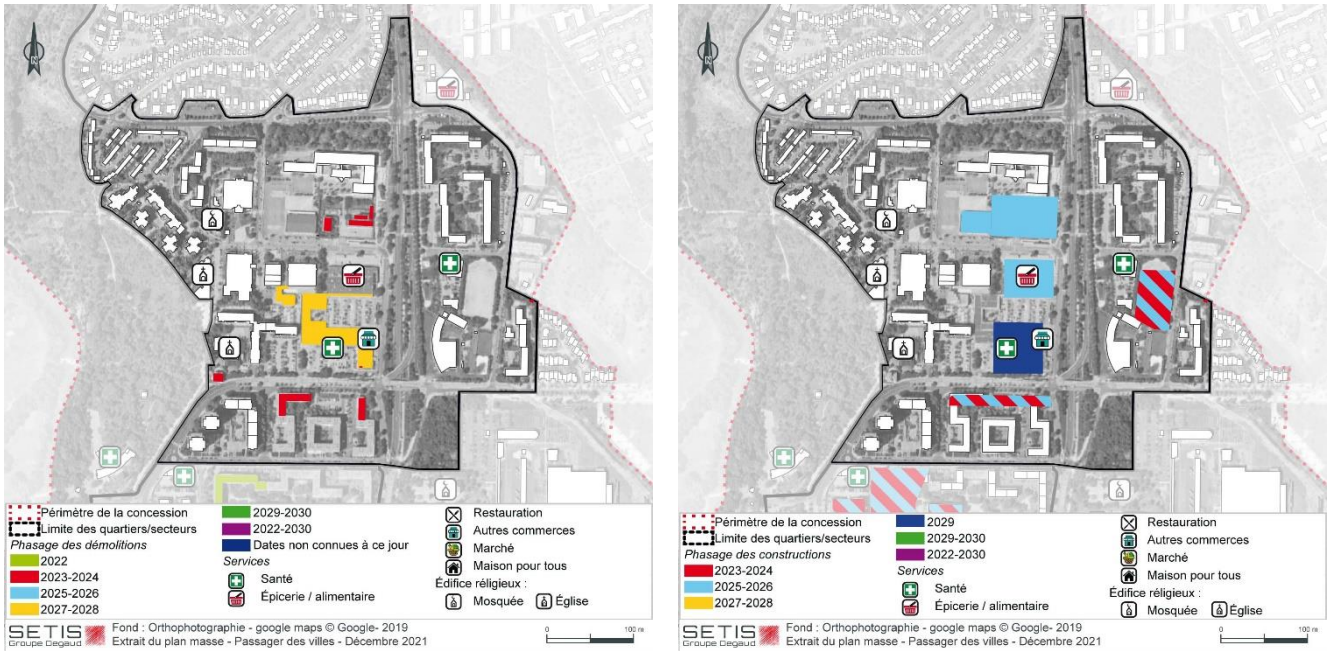 N
Périmètre de la concession
Limite des quartiers/secteurs
Phasage des démolitions
2022
2023-2024
2025-2026
2027-2028
2029-2030
2022-2030
Dates non connues à ce jour
Services
Santé
Épicerie / alimentaire
Restauration
Autres commerces
Marché
Maison pour tous
Édifice réligieux :
Mosquée
Église
SETIS
Groupe Degaud
Fond : Orthophotographie - google maps © Google- 2019
Extrait du plan masse - Passager des villes - Décembre 2021
0 100 m
N
Périmètre de la concession
Limite des quartiers/secteurs
Phasage des constructions
2023-2024
2025-2026
2027-2028
2029
2029-2030
2022-2030
Services
Santé
Épicerie / alimentaire
Restauration
Autres commerces
Marché
Maison pour tous
Édifice réligieux :
Mosquée
Église
SETIS
Groupe Degaud
Fond : Orthophotographie - google maps © Google- 2019
Extrait du plan masse - Passager des villes - Décembre 2021
0 100 m